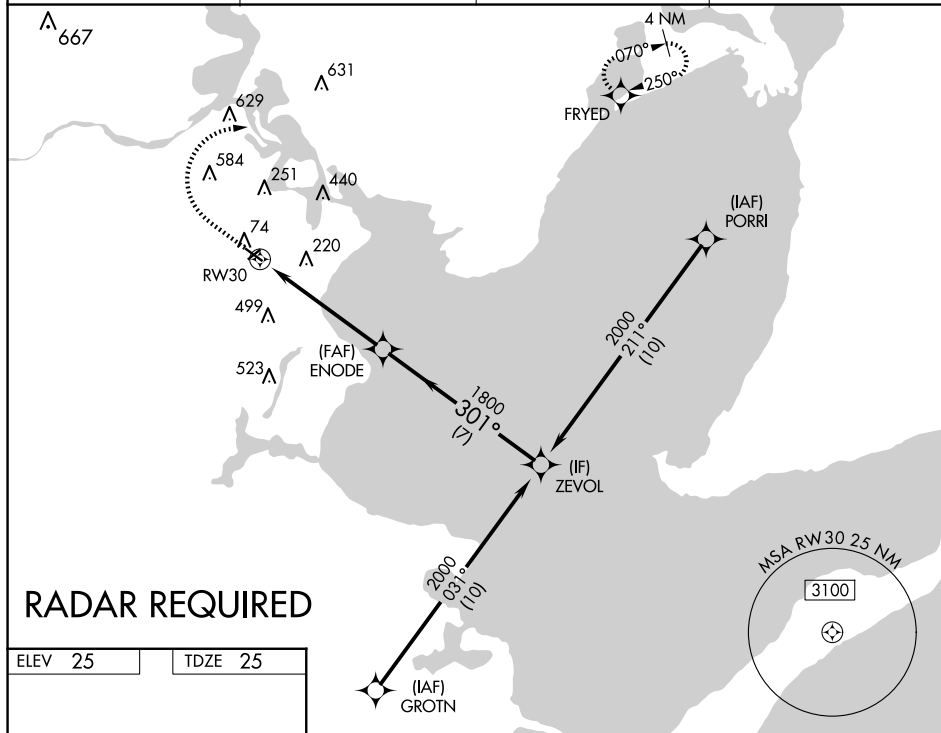 667
4 NM
070°
250°
FRYED
631
629
584
251
440
74
220
RW30
499
523
(IAF)
PORRI
2000
211°
(10)
(FAF)
ENODE
1800
301°
(7)
(IF)
ZEVOL
2000
031°
(10)
MSA RW30 25 NM
3100
RADAR REQUIRED
ELEV 25
TDZE 25
(IAF)
GROTN